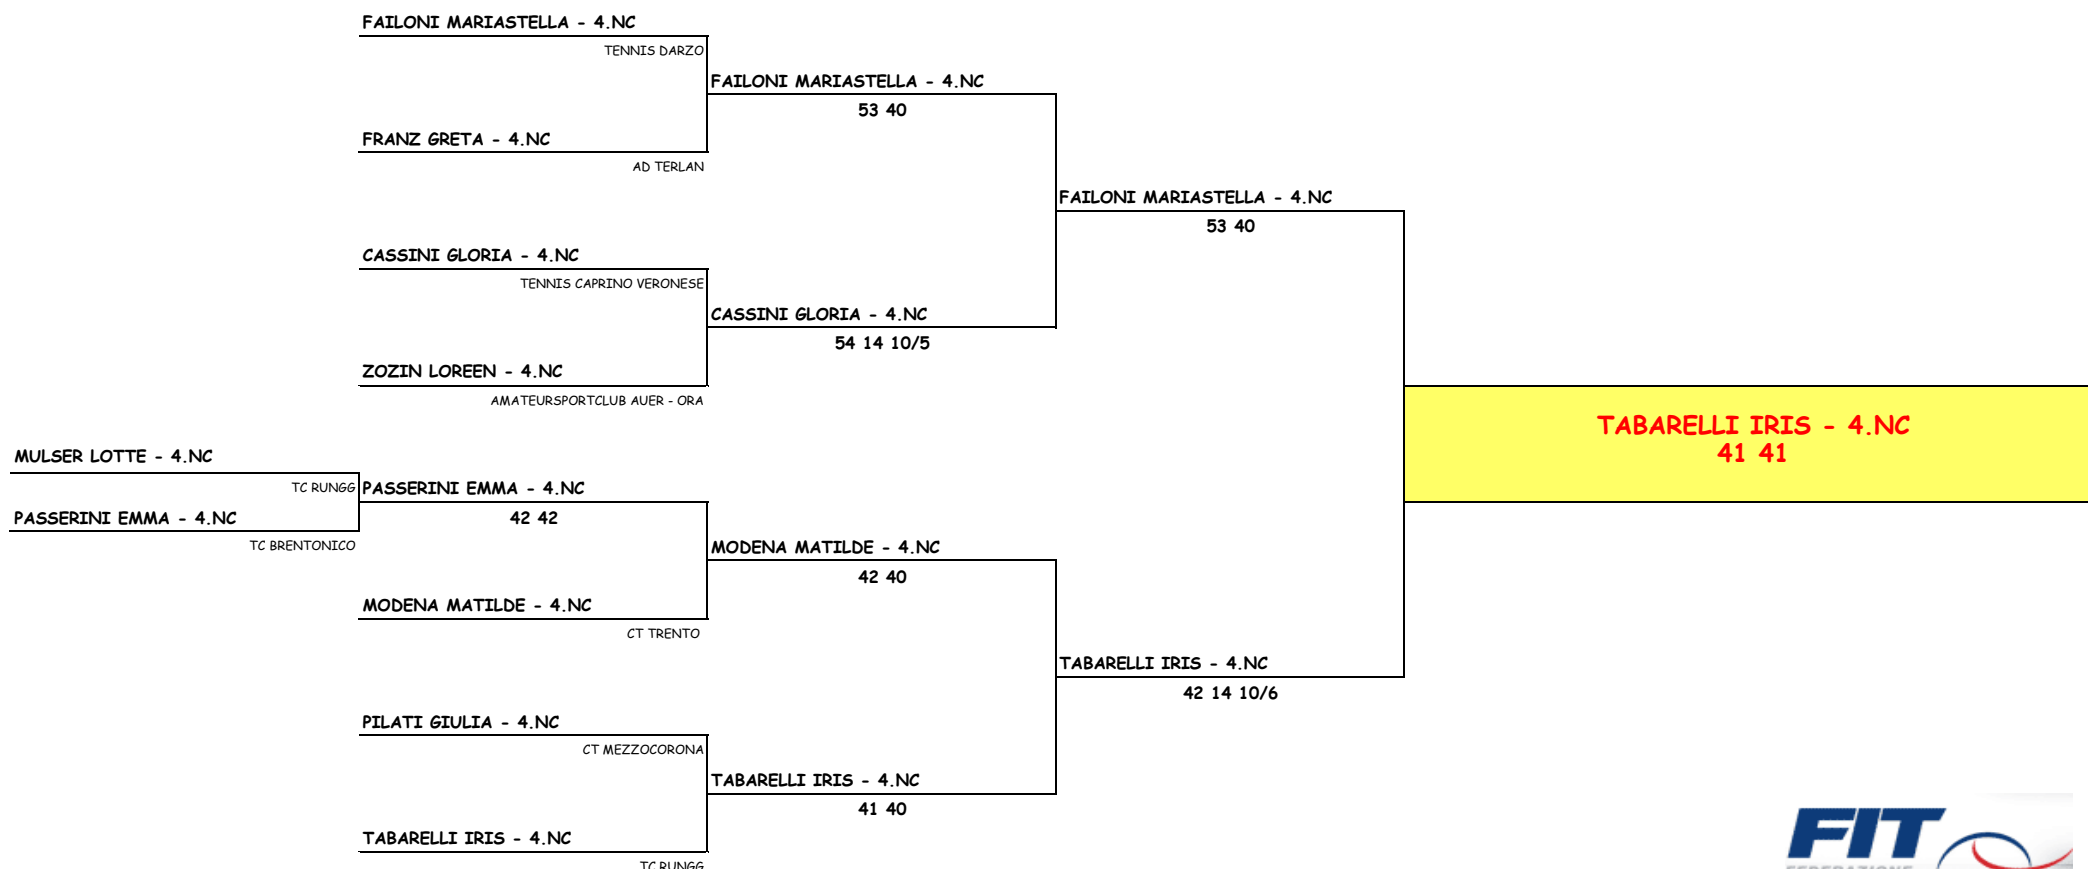 FAILONI MARIASTELLA - 4.NC
TENNIS DARZO
FAILONI MARIASTELLA - 4.NC
53 40
FRANZ GRETA - 4.NC
AD TERLAN
FAILONI MARIASTELLA - 4.NC
53 40
CASSINI GLORIA - 4.NC
TENNIS CAPRINO VERONESE
CASSINI GLORIA - 4.NC
54 14 10/5
ZOZIN LOREEN - 4.NC
AMATEURSPORTCLUB AUER - ORA
TABARELLI IRIS - 4.NC
41 41
MULSER LOTTE - 4.NC
TC RUNGG
PASSERINI EMMA - 4.NC
42 42
PASSERINI EMMA - 4.NC
TC BRENTONICO
MODENA MATILDE - 4.NC
42 40
MODENA MATILDE - 4.NC
CT TRENTO
TABARELLI IRIS - 4.NC
42 14 10/6
PILATI GIULIA - 4.NC
CT MEZZOCORONA
TABARELLI IRIS - 4.NC
41 40
TABARELLI IRIS - 4.NC
TC RUNGG
FIT
FEDERAZIONE